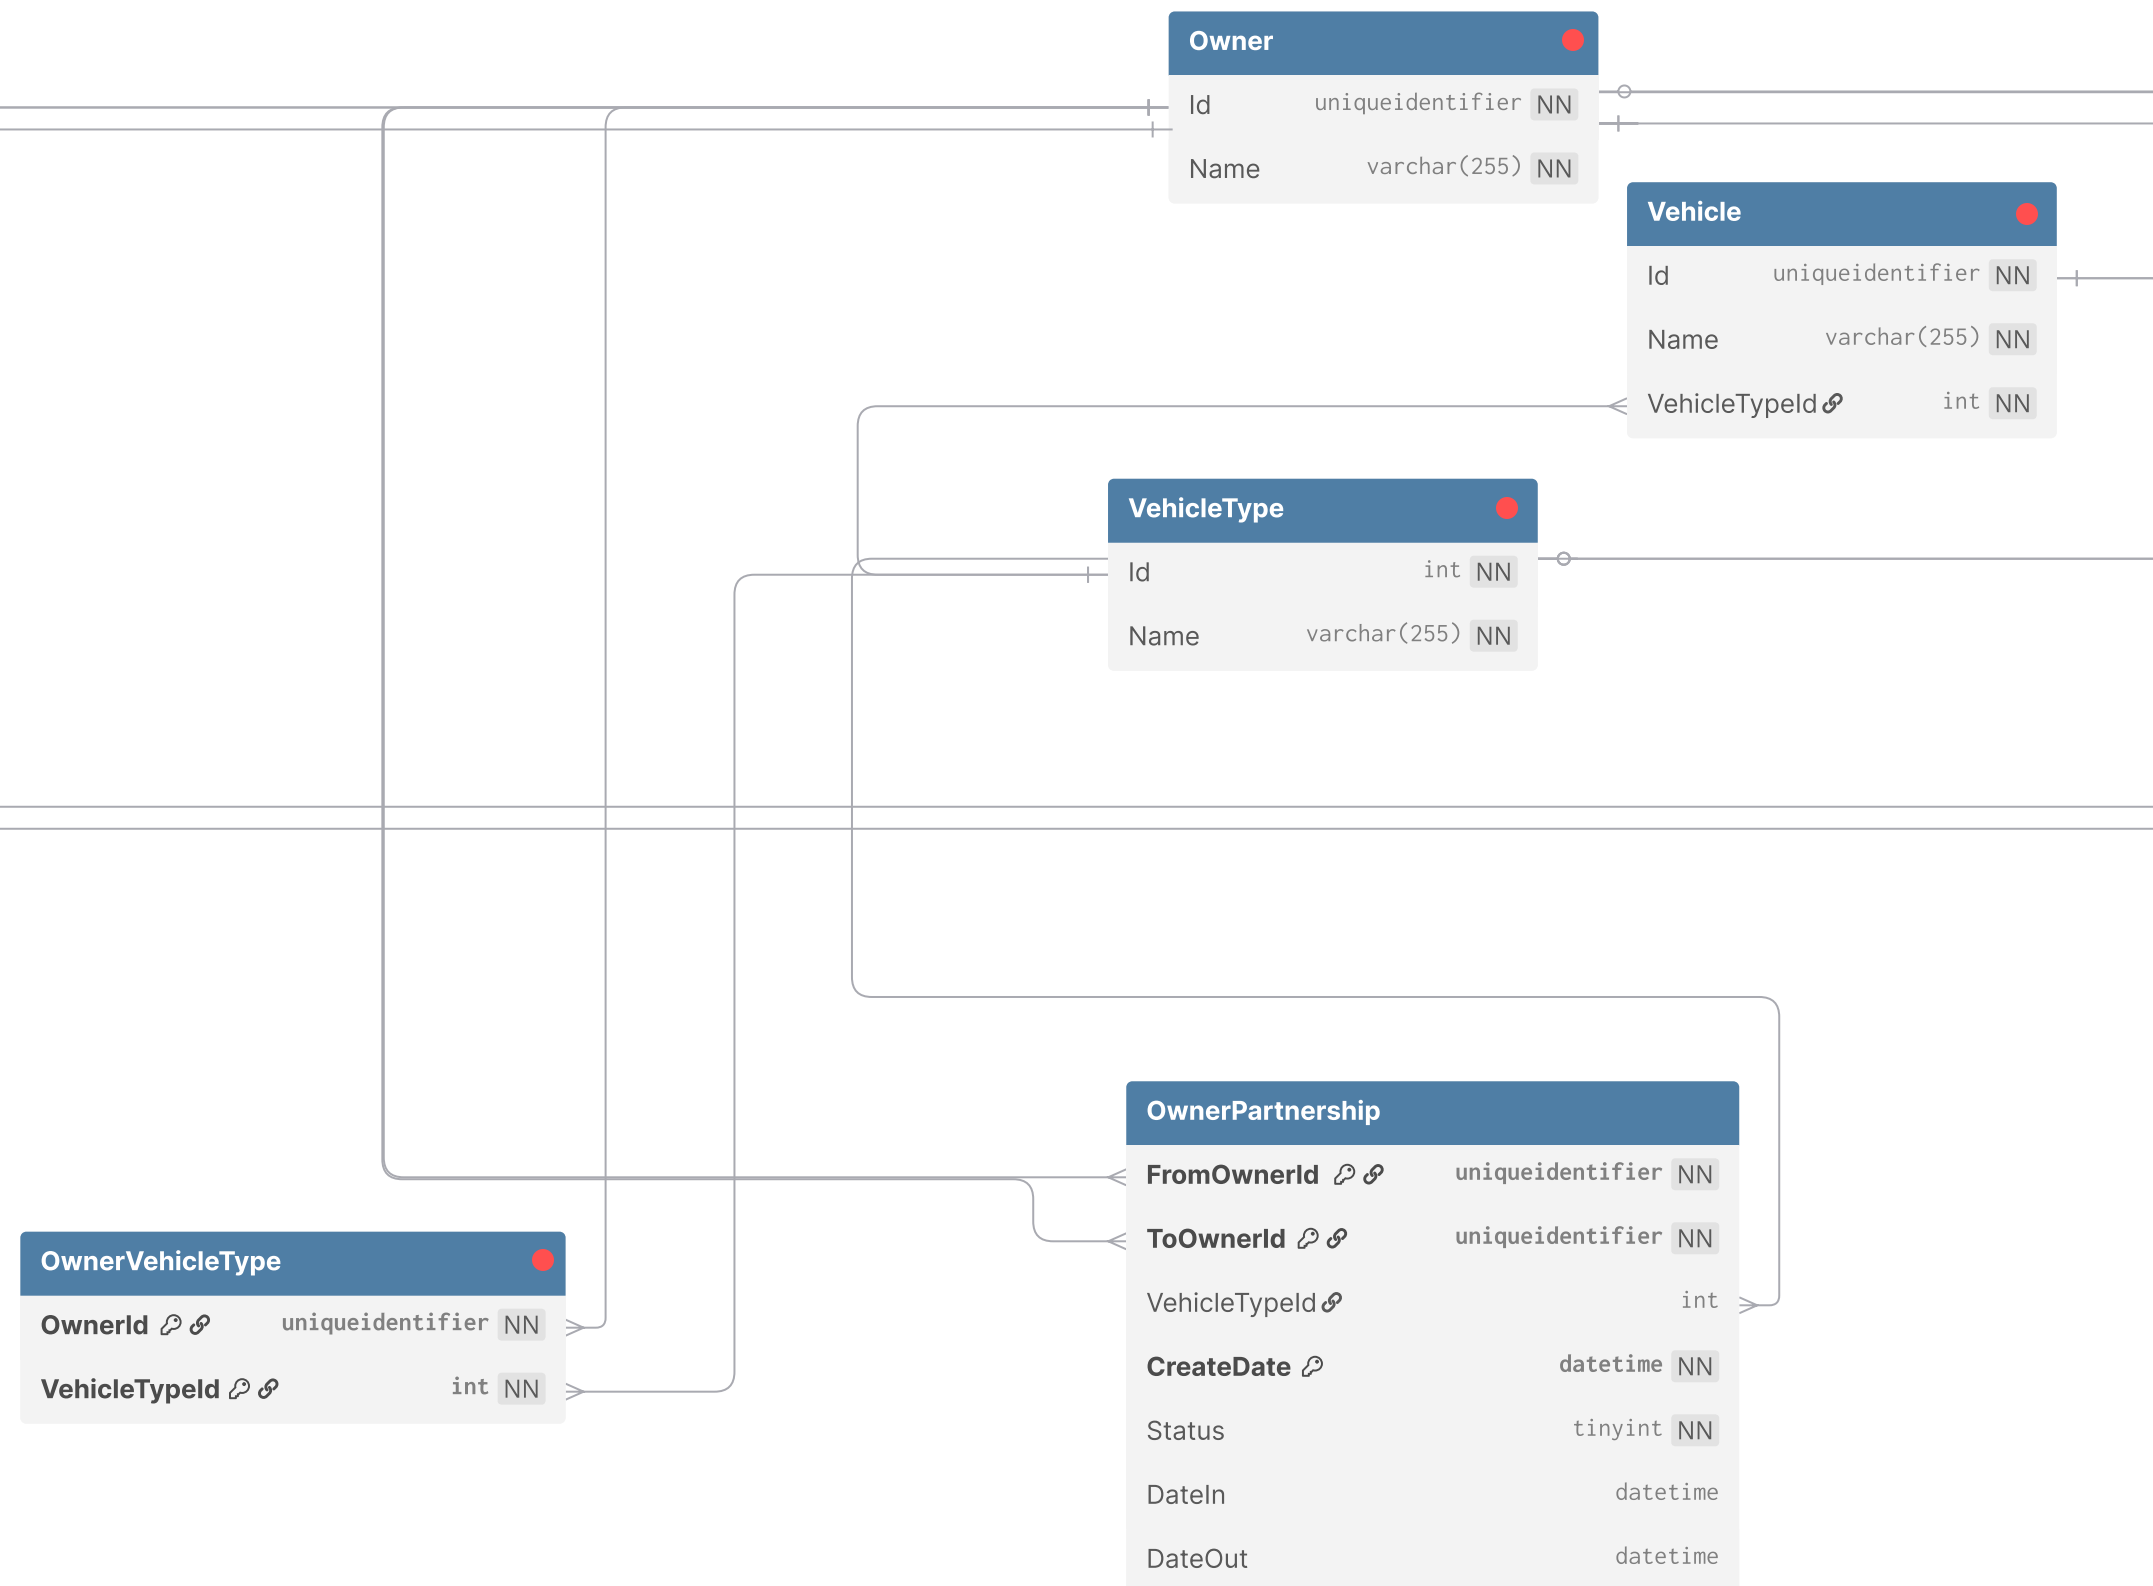 Owner
Id uniqueidentifier NN
Name varchar(255) NN
Vehicle
Id uniqueidentifier NN
Name varchar(255) NN
VehicleTypeId int NN
VehicleType
Id int NN
Name varchar(255) NN
OwnerPartnership
FromOwnerId uniqueidentifier NN
ToOwnerId uniqueidentifier NN
VehicleTypeId int
CreateDate datetime NN
Status tinyint NN
DateIn datetime
DateOut datetime
OwnerVehicleType
OwnerId uniqueidentifier NN
VehicleTypeId int NN